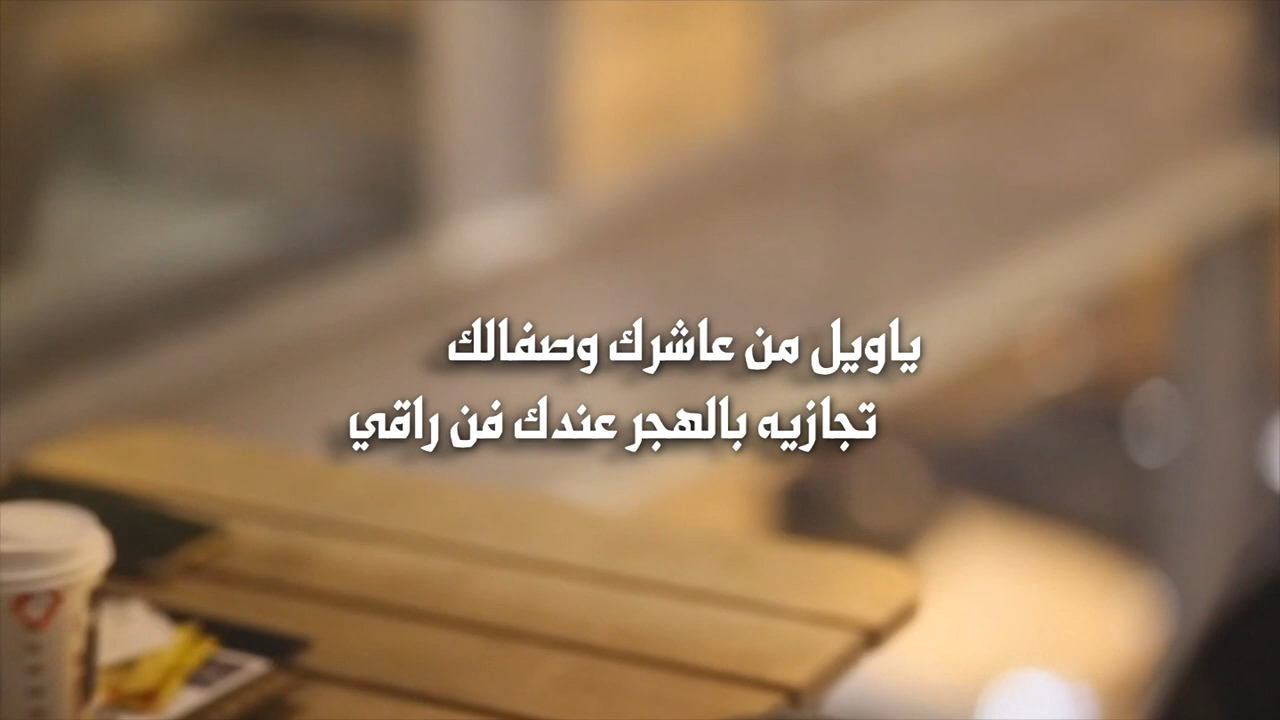 ياويل من عاشرك وصفالك
تجازيه بالهجر عندك فن راقي